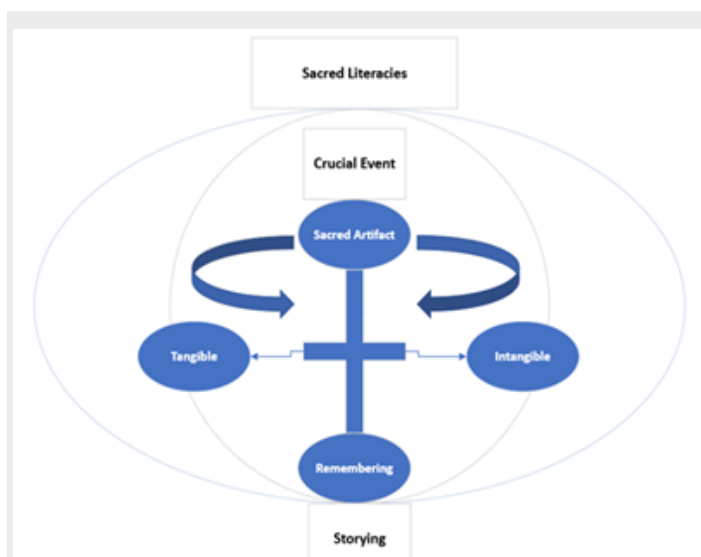 Sacred Literacies
Crucial Event
Sacred Artifact
Tangible
Intangible
Remembering
Storying